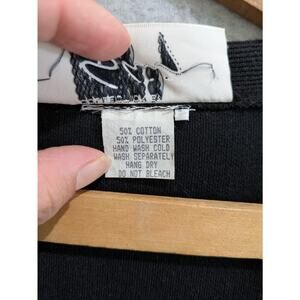 50% COTTON
50% POLYESTER
HAND WASH COLD
WASH SEPARATELY
HANG DRY
DO NOT BLEACH